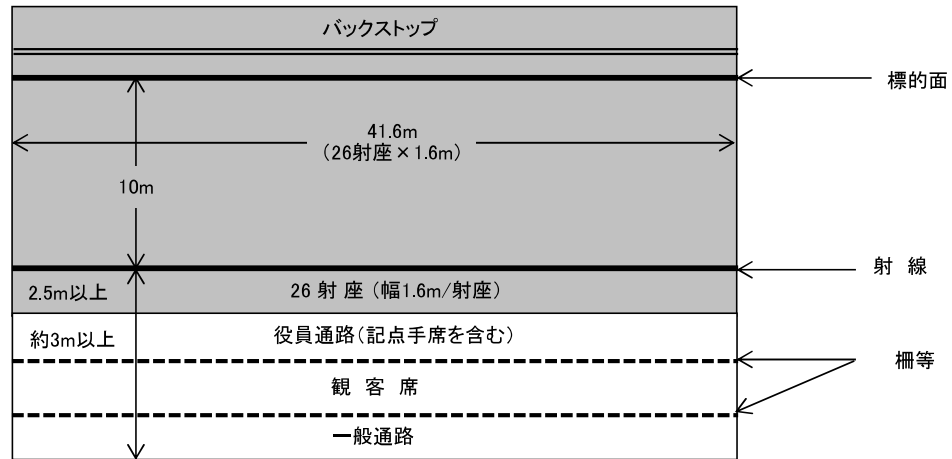 バックストップ
標的面
41.6m
（26射座×1.6m）
10m
射 線
2.5m以上
26 射 座 （幅1.6m/射座）
約3m以上
役員通路（記点手席を含む）
柵等
観 客 席
一般通路